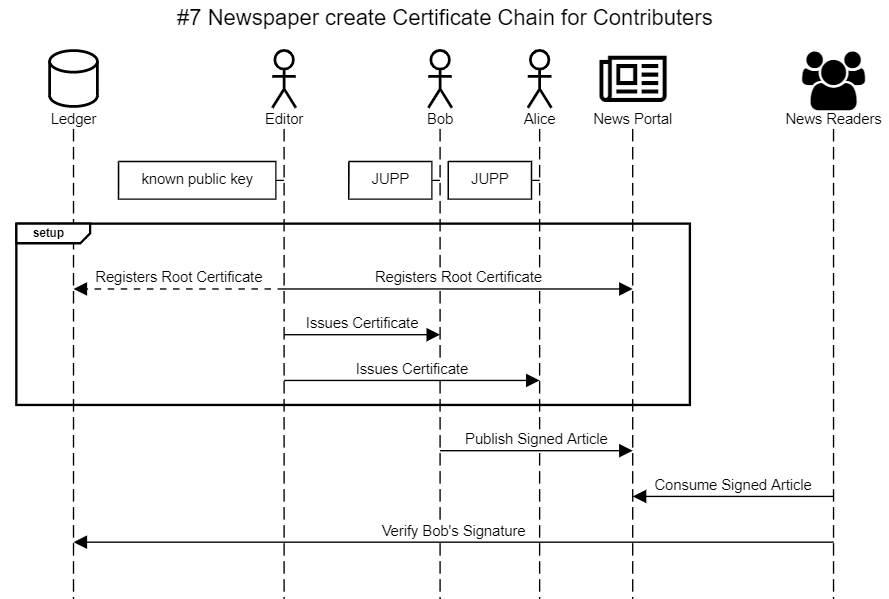 #7 Newspaper create Certificate Chain for Contributers
Ledger
Editor
Bob
Alice
News Portal
News Readers
known public key
JUPP
JUPP
setup
Registers Root Certificate
Registers Root Certificate
Issues Certificate
Issues Certificate
Publish Signed Article
Consume Signed Article
Verify Bob's Signature